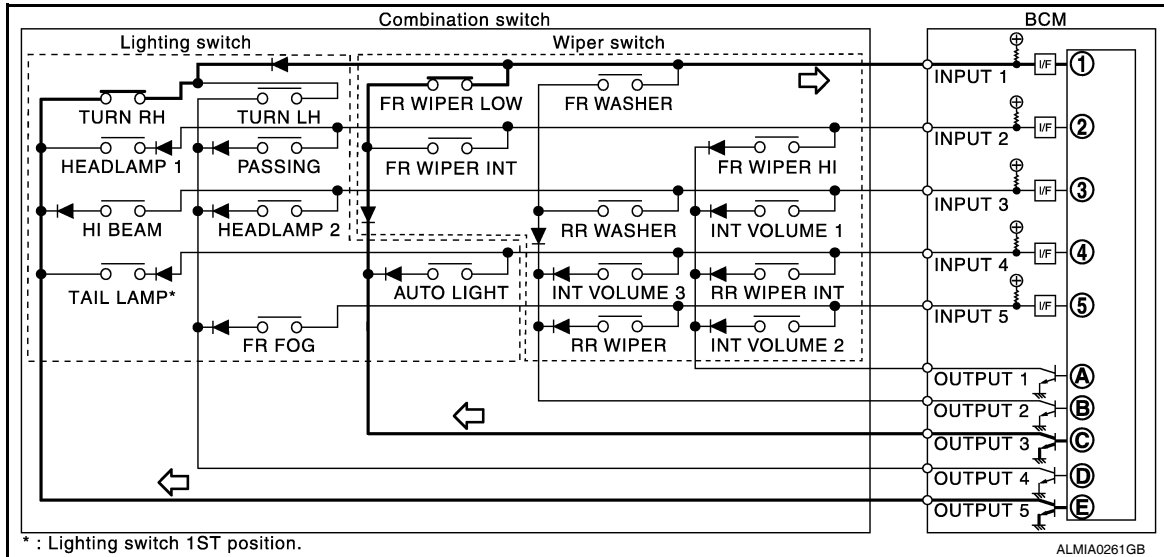 Combination switch
BCM
Lighting switch
Wiper switch
INPUT 1
I/F
1
TURN RH
TURN LH
FR WIPER LOW
FR WASHER
INPUT 2
I/F
2
HEADLAMP 1
PASSING
FR WIPER INT
FR WIPER HI
INPUT 3
I/F
3
HI BEAM
HEADLAMP 2
RR WASHER
INT VOLUME 1
INPUT 4
I/F
4
TAIL LAMP*
AUTO LIGHT
INT VOLUME 3
RR WIPER INT
INPUT 5
I/F
5
FR FOG
RR WIPER
INT VOLUME 2
OUTPUT 1
A
OUTPUT 2
B
OUTPUT 3
C
OUTPUT 4
D
OUTPUT 5
E
* : Lighting switch 1ST position.
ALMIA0261GB